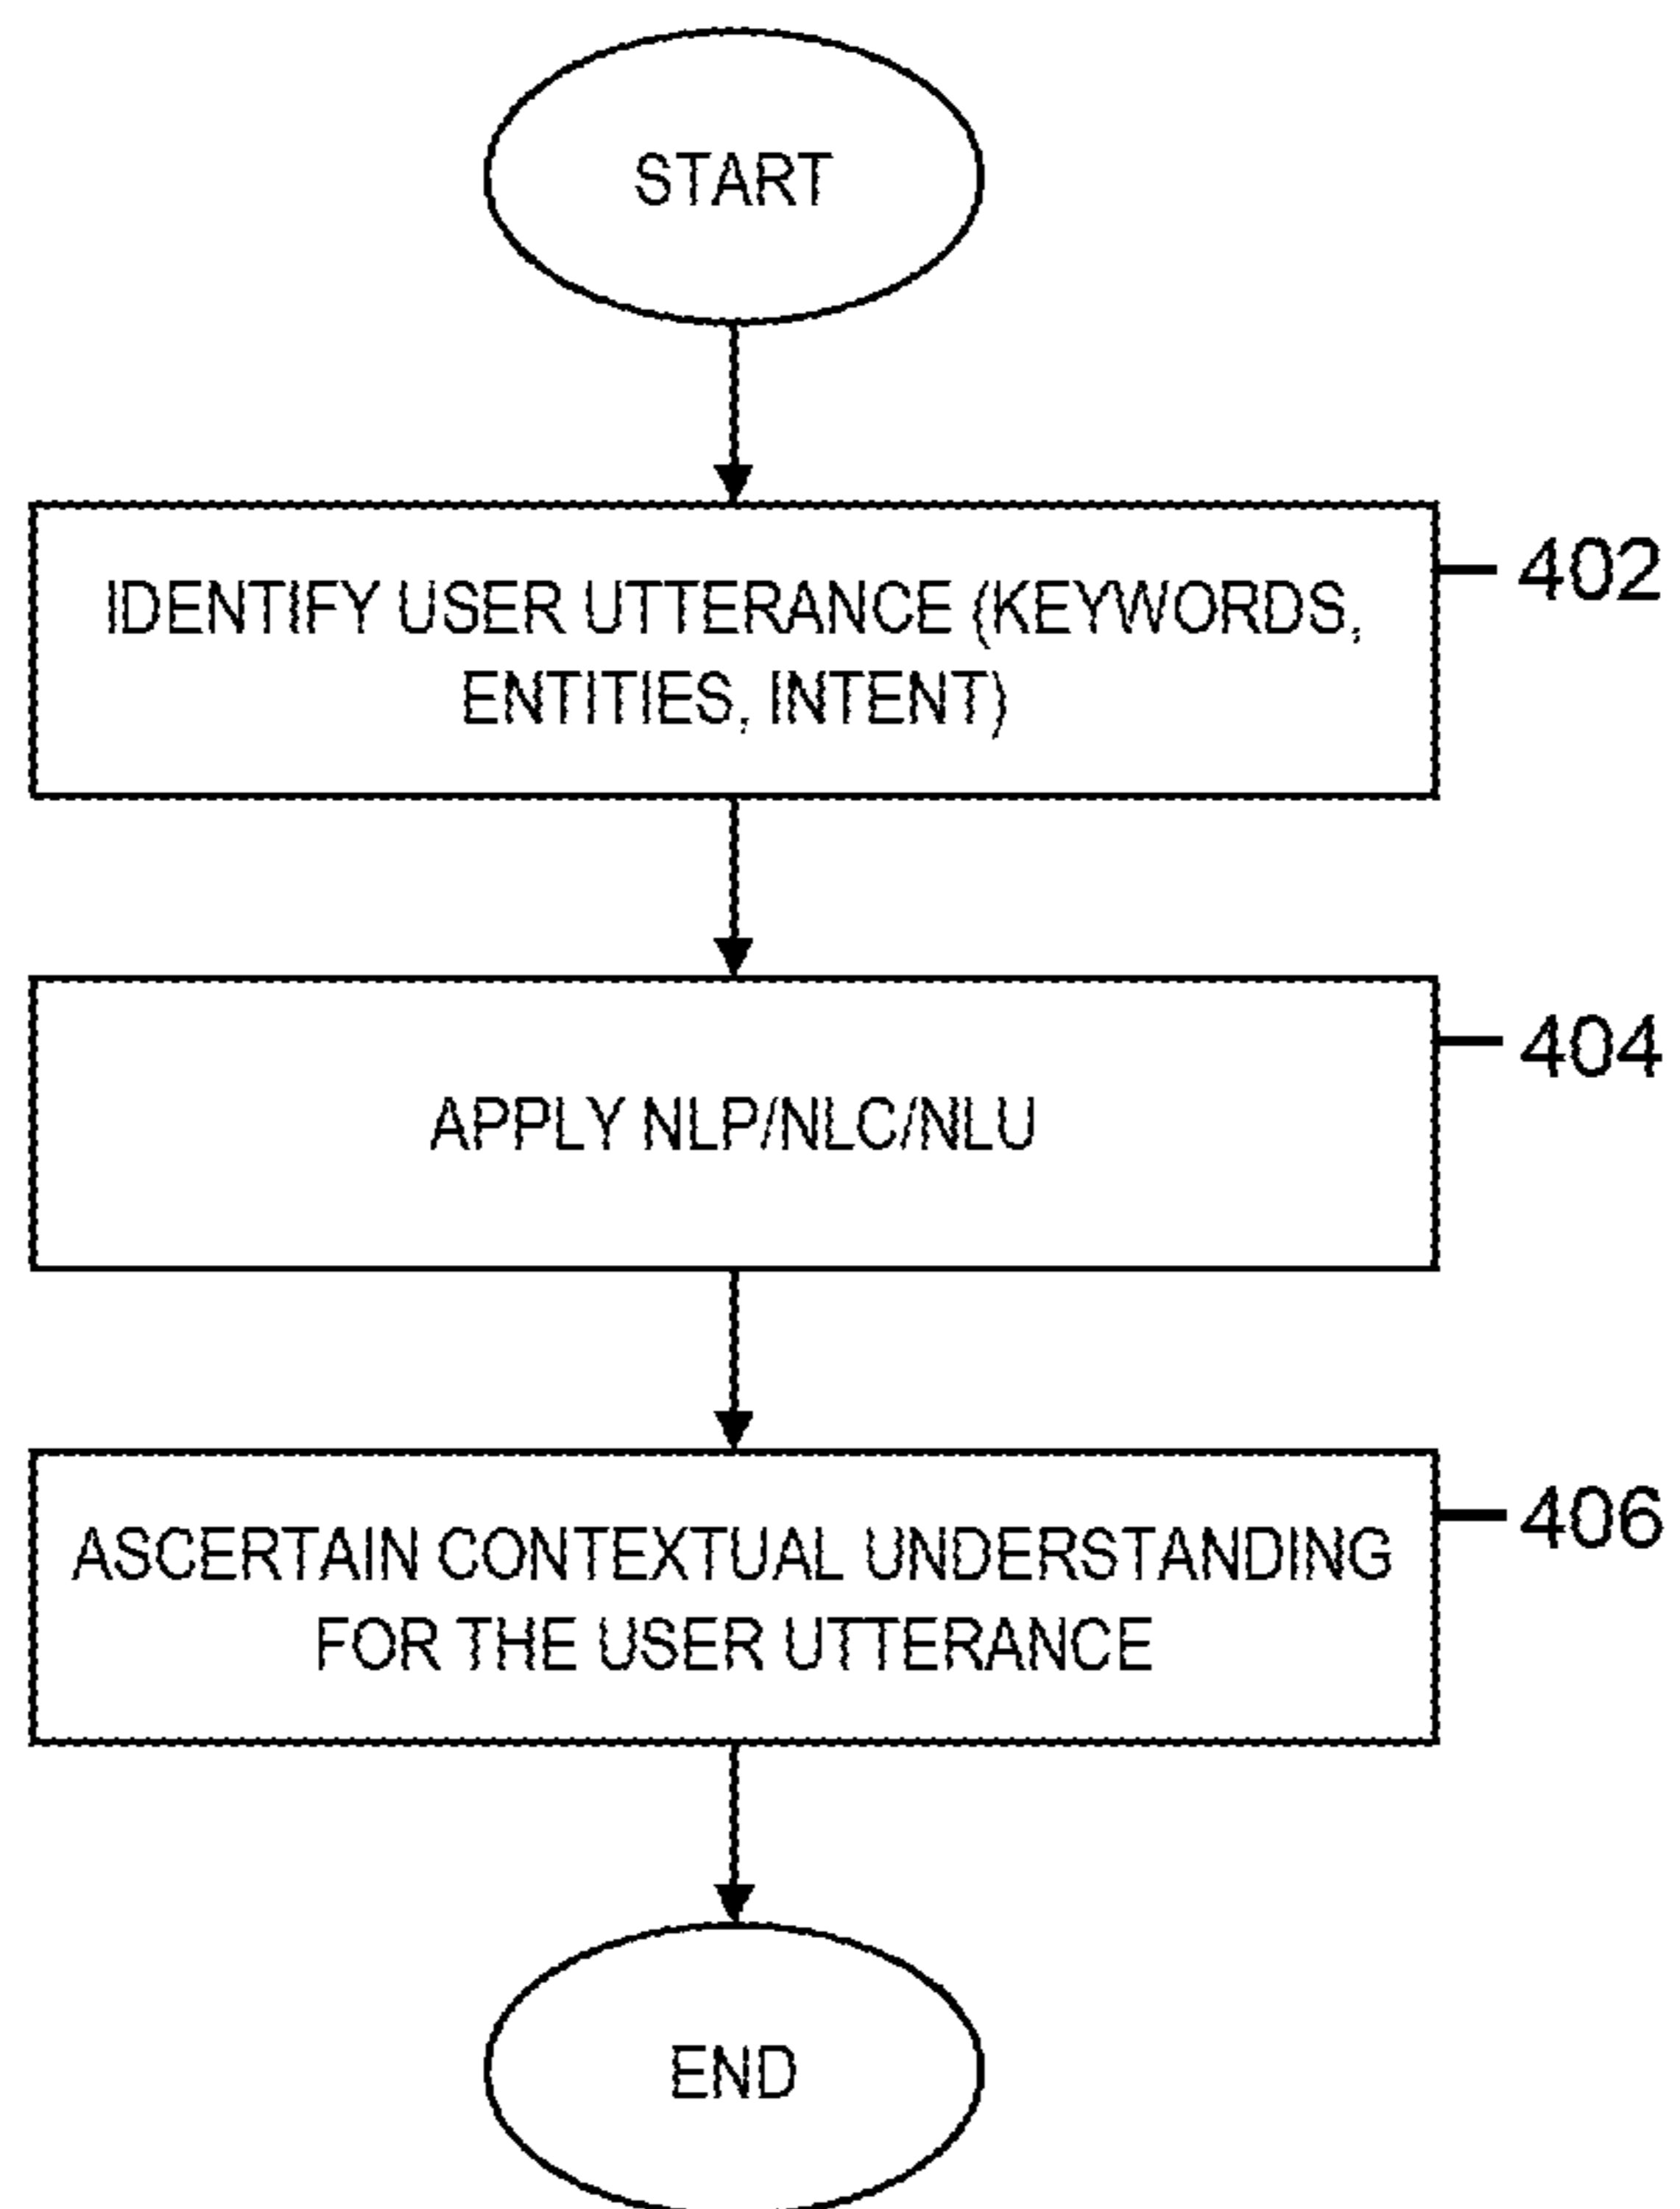 START
IDENTIFY USER UTTERANCE (KEYWORDS,
ENTITIES, INTENT)
402
APPLY NLP/NLC/NLU
404
ASCERTAIN CONTEXTUAL UNDERSTANDING
FOR THE USER UTTERANCE
406
END